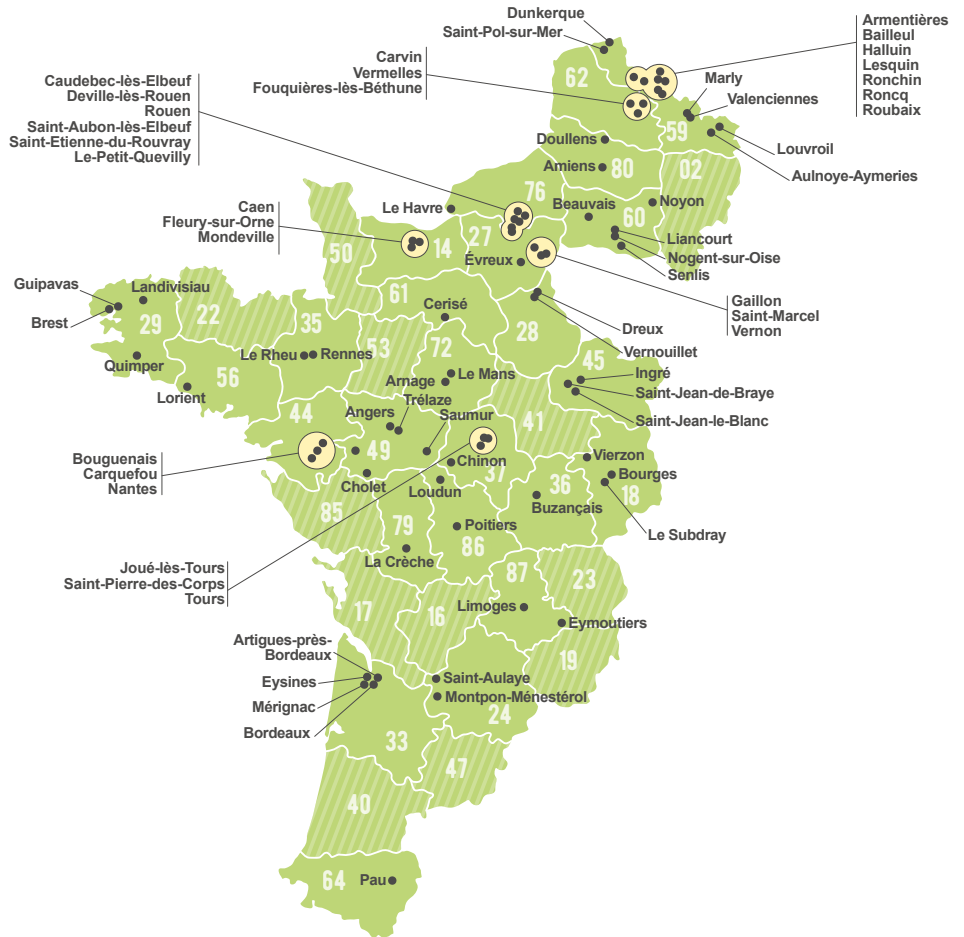 Dunkerque
Saint-Pol-sur-Mer
Armentières
Bailleul
Halluin
Lesquin
Ronchin
Roncq
Roubaix
Carvin
Vermelles
Fouquières-lès-Béthune
Caudebec-lès-Elbeuf
Deville-lès-Rouen
Rouen
Saint-Aubon-lès-Elbeuf
Saint-Etienne-du-Rouvray
Le-Petit-Quevilly
62
Marly
Valenciennes
59
Louvroil
Aulnoye-Aymeries
Doullens
Amiens
80
02
76
Le Havre
Beauvais
60
Noyon
Liancourt
Nogent-sur-Oise
Senlis
Caen
Fleury-sur-Orne
Mondeville
50
14
27
Évreux
Gaillon
Saint-Marcel
Vernon
Guipavas
Landivisiau
Brest
29
22
Quimper
35
Le Rheu
Rennes
56
Lorient
61
Cerisé
53
72
Le Mans
Arnage
28
Dreux
Vernouillet
45
Ingré
Saint-Jean-de-Braye
Saint-Jean-le-Blanc
41
44
Angers
Trélaze
Saumur
49
Cholet
Bouguenais
Carquefou
Nantes
Chinon
37
Loudun
Vierzon
Bourges
18
Le Subdray
36
Buzançais
85
79
La Crèche
Poitiers
86
Joué-lès-Tours
Saint-Pierre-des-Corps
Tours
87
Limoges
23
Eymoutiers
17
16
19
Artigues-près-
Bordeaux
Eysines
Mérignac
Bordeaux
Saint-Aulaye
Montpon-Ménestérol
24
33
47
40
64
Pau